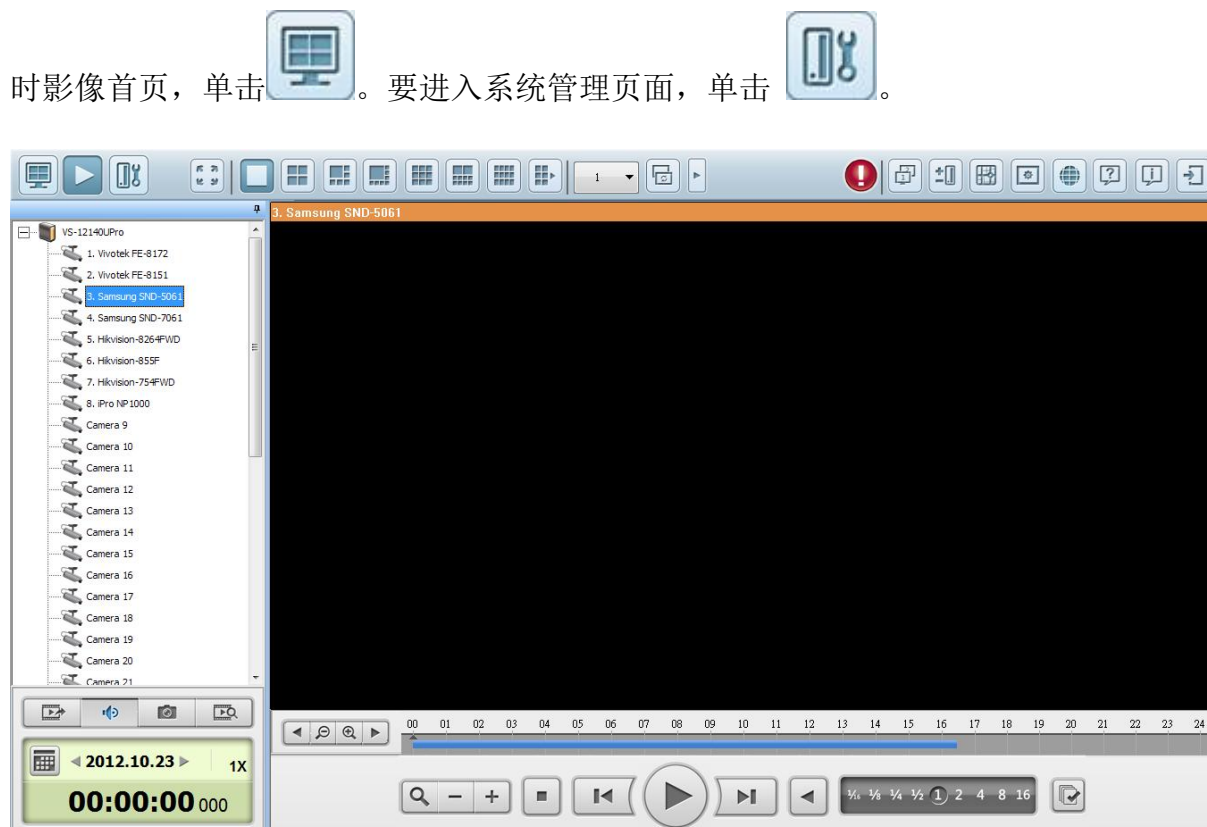 时影像首页，单击。要进入系统管理页面，单击。
1
3. Samsung SND-5061
VS-12140UPro
1. Vivotek FE-8172
2. Vivotek FE-8151
3. Samsung SND-5061
4. Samsung SND-7061
5. Hikvision-8264FWD
6. Hikvision-855F
7. Hikvision-754FWD
8. iPro NP1000
Camera 9
Camera 10
Camera 11
Camera 12
Camera 13
Camera 14
Camera 15
Camera 16
Camera 17
Camera 18
Camera 19
Camera 20
Camera 21
00 01 02 03 04 05 06 07 08 09 10 11 12 13 14 15 16 17 18 19 20 21 22 23 24
2012.10.23 1X
00:00:00 000
1/16 1/8 1/4 1/2 1 2 4 8 16